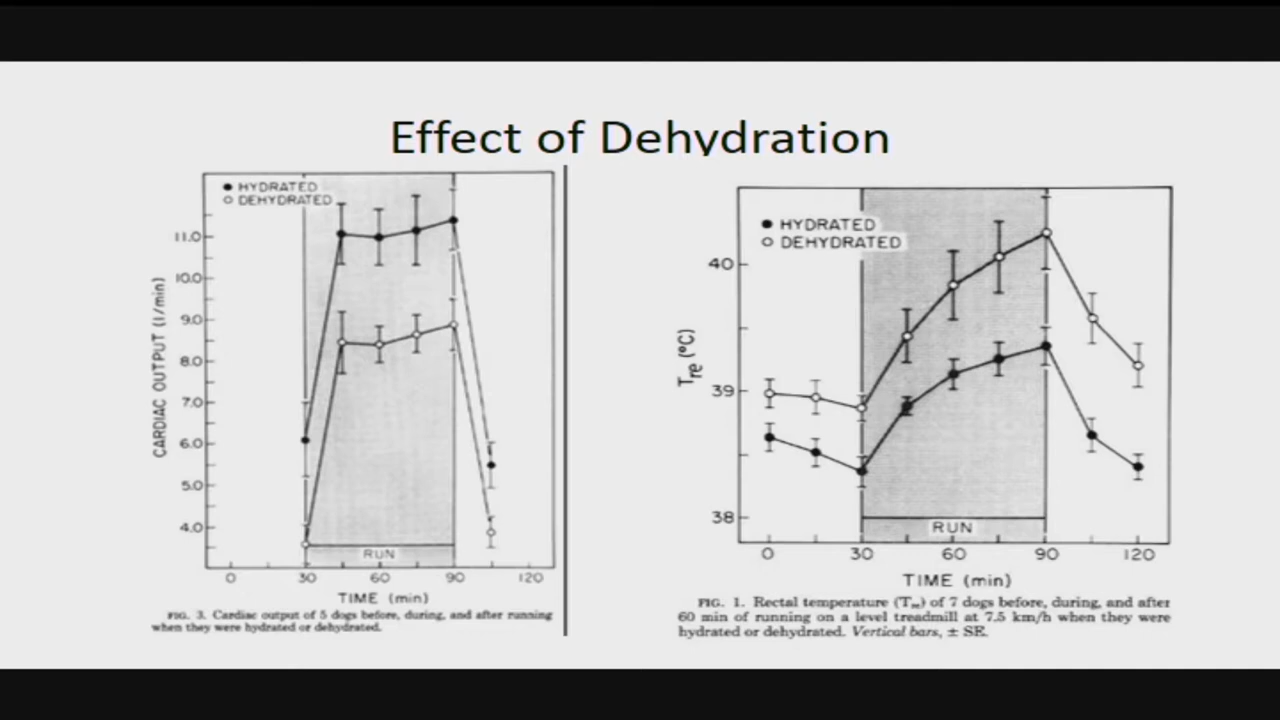 Effect of Dehydration
HYDRATED
DEHYDRATED
11.0
10.0
9.0
8.0
7.0
6.0
5.0
4.0
CARDIAC OUTPUT (l/min)
RUN
0 30 60 90 120
TIME (min)
FIG. 3. Cardiac output of 5 dogs before, during, and after running
when they were hydrated or dehydrated.
HYDRATED
DEHYDRATED
40
39
38
Tre (°C)
RUN
0 30 60 90 120
TIME (min)
FIG. 1. Rectal temperature (Tre) of 7 dogs before, during, and after
60 min of running on a level treadmill at 7.5 km/h when they were
hydrated or dehydrated. Vertical bars, ± SE.